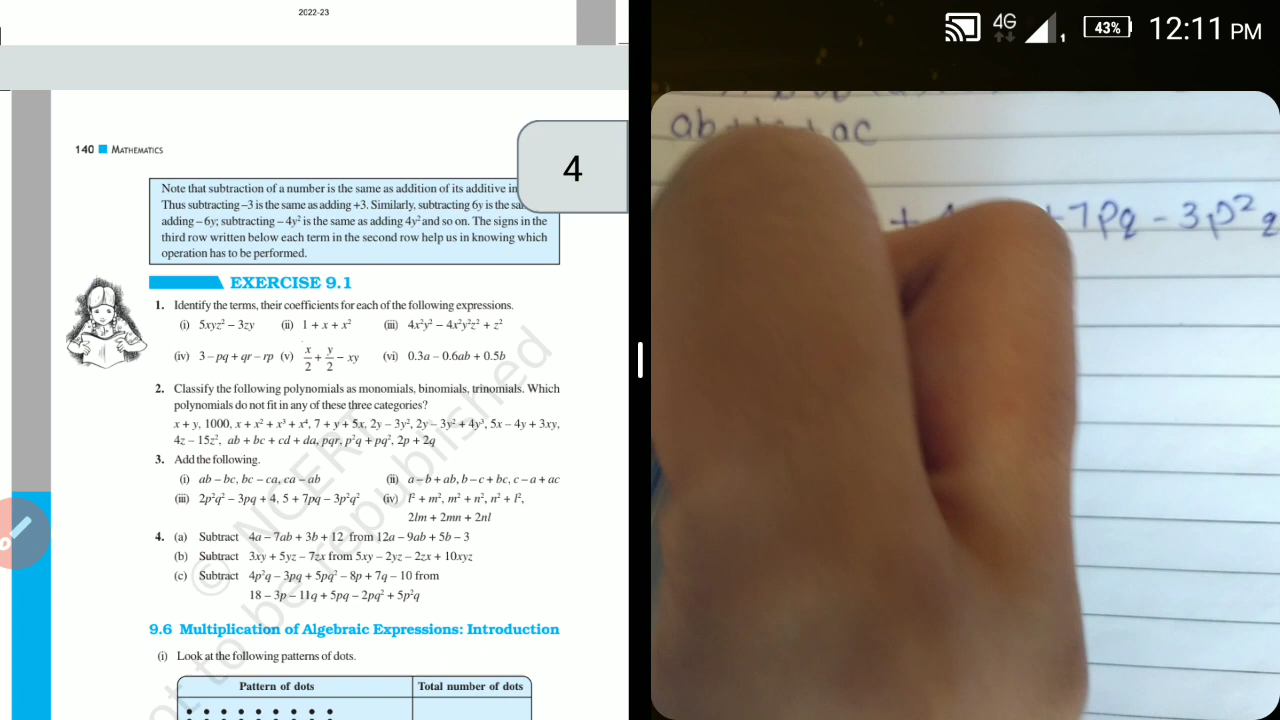 2022-23
4G 1 43% 12:11 PM
140 MATHEMATICS
4
Note that subtraction of a number is the same as addition of its additive
Thus subtracting –3 is the same as adding +3. Similarly, subtracting 6y is the
adding – 6y; subtracting – 4y² is the same as adding 4y² and so on. The signs in the
third row written below each term in the second row help us in knowing which
operation has to be performed.
EXERCISE 9.1
1. Identify the terms, their coefficients for each of the following expressions.
(i) 5xyz² – 3zy (ii) 1 + x + x² (iii) 4x²y² – 4x²y²z² + z²
(iv) 3 – pq + qr – rp (v) x/2 + y/2 – xy (vi) 0.3a – 0.6ab + 0.5b
2. Classify the following polynomials as monomials, binomials, trinomials. Which
polynomials do not fit in any of these three categories?
x + y, 1000, x + x² + x³ + x⁴, 7 + y + 5x, 2y – 3y², 2y – 3y² + 4y³, 5x – 4y + 3xy,
4z – 15z², ab + bc + cd + da, pqr, p²q + pq², 2p + 2q
3. Add the following.
(i) ab – bc, bc – ca, ca – ab (ii) a – b + ab, b – c + bc, c – a + ac
(iii) 2p²q² – 3pq + 4, 5 + 7pq – 3p²q² (iv) l² + m², m² + n², n² + l²,
2lm + 2mn + 2nl
4. (a) Subtract 4a – 7ab + 3b + 12 from 12a – 9ab + 5b – 3
(b) Subtract 3xy + 5yz – 7zx from 5xy – 2yz – 2zx + 10xyz
(c) Subtract 4p²q – 3pq + 5pq² – 8p + 7q – 10 from
18 – 3p – 11q + 5pq – 2pq² + 5p²q
9.6 Multiplication of Algebraic Expressions: Introduction
(i) Look at the following patterns of dots.
Pattern of dots Total number of dots
© NCERT
not to be republished
ab + + ac
+ +7pq - 3p²q